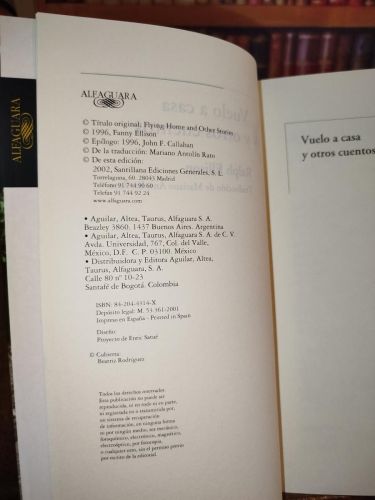 ALFAGUARA
ALFAGUARA
© Título original: Flying Home and Other Stories
© 1996, Fanny Ellison
© Epílogo: 1996, John F. Callahan
© De la traducción: Mariano Antolín Rato
© De esta edición:
2002, Santillana Ediciones Generales, S. L.
Torrelaguna, 60. 28043 Madrid
Teléfono 91 744 90 60
Telefax 91 744 92 24
www.alfaguara.com
• Aguilar, Altea, Taurus, Alfaguara S. A.
Beazley 3860. 1437 Buenos Aires. Argentina
• Aguilar, Altea, Taurus, Alfaguara S. A. de C. V.
Avda. Universidad, 767, Col. del Valle,
México, D.F. C. P. 03100. México
• Distribuidora y Editora Aguilar, Altea,
Taurus, Alfaguara, S. A.
Calle 80 nº 10-23
Santafé de Bogotá. Colombia
ISBN: 84-204-4314-X
Depósito legal: M. 53.361-2001
Impreso en España - Printed in Spain
Diseño:
Proyecto de Enric Satué
© Cubierta:
Beatriz Rodríguez
Todos los derechos reservados.
Esta publicación no puede ser
reproducida, ni en todo ni en parte,
ni registrada en o transmitida por,
un sistema de recuperación
de información, en ninguna forma
ni por ningún medio, sea mecánico,
fotoquímico, electrónico, magnético,
electroóptico, por fotocopia,
o cualquier otro, sin el permiso previo
por escrito de la editorial.
Vuelo a casa
y otros cuentos